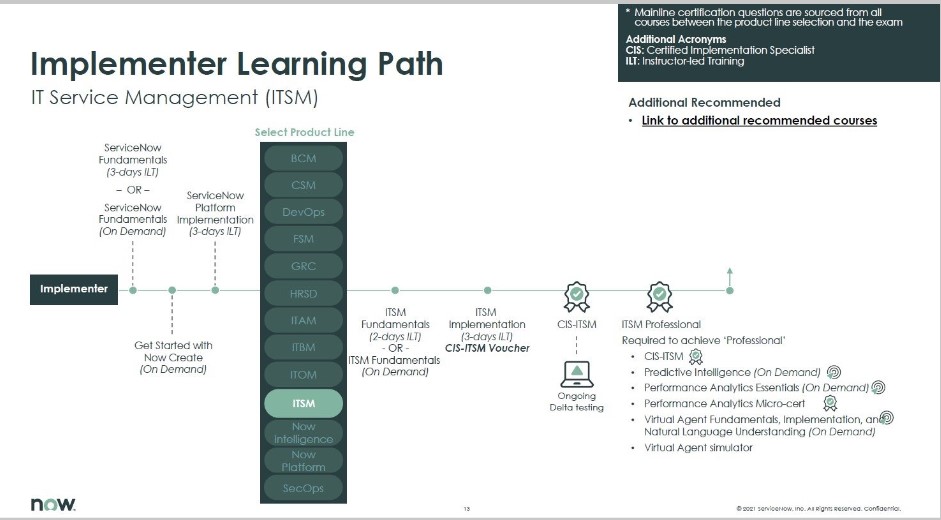 * Mainline certification questions are sourced from all
courses between the product line selection and the exam
Additional Acronyms
CIS: Certified Implementation Specialist
ILT: Instructor-led Training
Implementer Learning Path
IT Service Management (ITSM)
Additional Recommended
• Link to additional recommended courses
Select Product Line
ServiceNow
Fundamentals
(3-days ILT)
– OR –
ServiceNow
Fundamentals
(On Demand)
ServiceNow
Platform
Implementation
(3-days ILT)
BCM
CSM
DevOps
FSM
GRC
HRSD
ITAM
ITBM
ITOM
ITSM
Now
Intelligence
Now
Platform
SecOps
Implementer
Get Started with
Now Create
(On Demand)
ITSM
Fundamentals
(2-days ILT)
- OR -
ITSM Fundamentals
(On Demand)
ITSM
Implementation
(3-days ILT)
CIS-ITSM Voucher
CIS-ITSM
Ongoing
Delta testing
ITSM Professional
Required to achieve ‘Professional’
• CIS-ITSM
• Predictive Intelligence (On Demand)
• Performance Analytics Essentials (On Demand)
• Performance Analytics Micro-cert
• Virtual Agent Fundamentals, Implementation, and
Natural Language Understanding (On Demand)
• Virtual Agent simulator
now.
13
© 2021 ServiceNow, Inc. All Rights Reserved. Confidential.